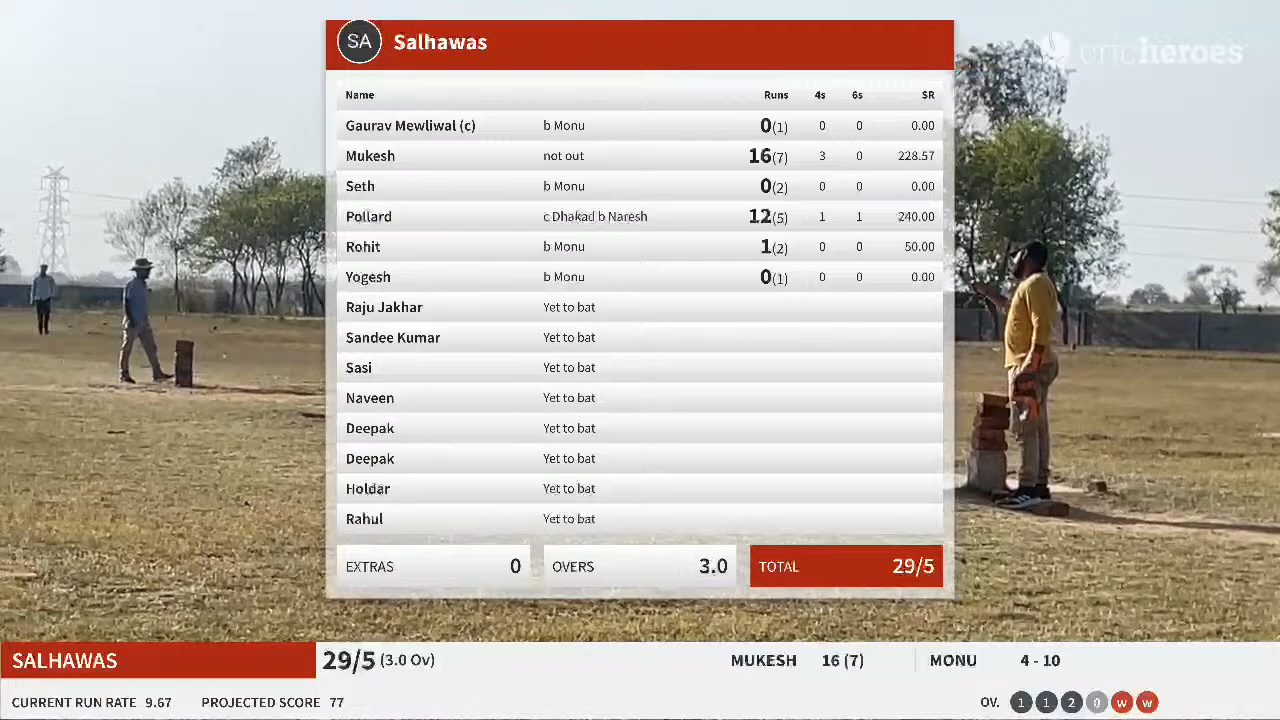 SA Salhawas
cricheroes
Name Runs 4s 6s SR
Gaurav Mewliwal (c) b Monu 0(1) 0 0 0.00
Mukesh not out 16(7) 3 0 228.57
Seth b Monu 0(2) 0 0 0.00
Pollard c Dhakad b Naresh 12(5) 1 1 240.00
Rohit b Monu 1(2) 0 0 50.00
Yogesh b Monu 0(1) 0 0 0.00
Raju Jakhar Yet to bat
Sandee Kumar Yet to bat
Sasi Yet to bat
Naveen Yet to bat
Deepak Yet to bat
Deepak Yet to bat
Holdar Yet to bat
Rahul Yet to bat
EXTRAS 0 OVERS 3.0 TOTAL 29/5
SALHAWAS 29/5 (3.0 Ov) MUKESH 16 (7) MONU 4 - 10
CURRENT RUN RATE 9.67 PROJECTED SCORE 77 OV. 1 1 2 0 w w